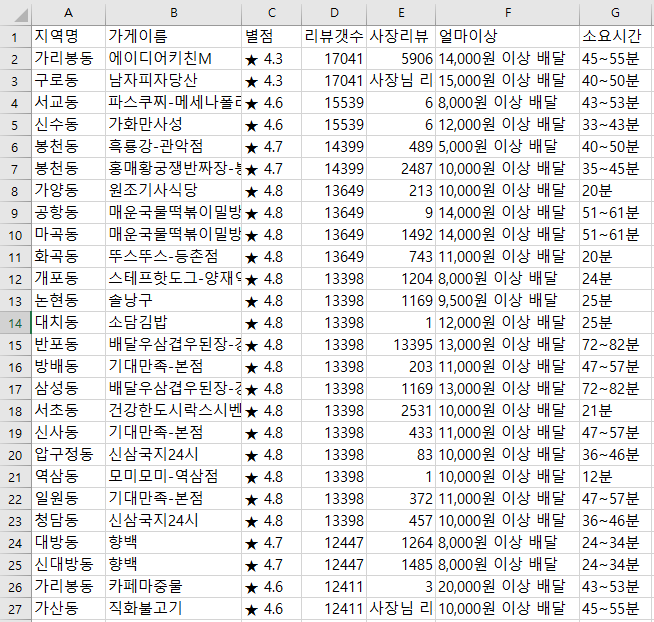 A B C D E F G
1 지역명 가게이름 별점 리뷰갯수 사장리뷰 얼마이상 소요시간
2 가리봉동 에이디어키친M ★ 4.3 17041 5906 14,000원 이상 배달 45~55분
3 구로동 남자피자당산 ★ 4.3 17041 사장님 리 15,000원 이상 배달 40~50분
4 서교동 파스쿠찌-메세나폴리 ★ 4.6 15539 6 8,000원 이상 배달 43~53분
5 신수동 가화만사성 ★ 4.6 15539 6 12,000원 이상 배달 33~43분
6 봉천동 흑룡강-관악점 ★ 4.7 14399 489 5,000원 이상 배달 40~50분
7 봉천동 홍매황궁쟁반짜장-봉 ★ 4.7 14399 2487 10,000원 이상 배달 35~45분
8 가양동 원조기사식당 ★ 4.8 13649 213 10,000원 이상 배달 20분
9 공항동 매운국물떡볶이밀방 ★ 4.8 13649 9 14,000원 이상 배달 51~61분
10 마곡동 매운국물떡볶이밀방 ★ 4.8 13649 1492 14,000원 이상 배달 51~61분
11 화곡동 뚜스뚜스-등촌점 ★ 4.8 13649 743 11,000원 이상 배달 20분
12 개포동 스테프핫도그-양재역 ★ 4.8 13398 1204 8,000원 이상 배달 24분
13 논현동 솔낭구 ★ 4.8 13398 1169 9,500원 이상 배달 25분
14 대치동 소담김밥 ★ 4.8 13398 1 12,000원 이상 배달 25분
15 반포동 배달우삼겹우된장-강 ★ 4.8 13398 13395 13,000원 이상 배달 72~82분
16 방배동 기대만족-본점 ★ 4.8 13398 203 11,000원 이상 배달 47~57분
17 삼성동 배달우삼겹우된장-강 ★ 4.8 13398 1169 13,000원 이상 배달 72~82분
18 서초동 건강한도시락스시벤 ★ 4.8 13398 2531 10,000원 이상 배달 21분
19 신사동 기대만족-본점 ★ 4.8 13398 433 11,000원 이상 배달 47~57분
20 압구정동 신삼국지24시 ★ 4.8 13398 83 10,000원 이상 배달 36~46분
21 역삼동 모미모미-역삼점 ★ 4.8 13398 1 10,000원 이상 배달 12분
22 일원동 기대만족-본점 ★ 4.8 13398 372 11,000원 이상 배달 47~57분
23 청담동 신삼국지24시 ★ 4.8 13398 457 10,000원 이상 배달 36~46분
24 대방동 향백 ★ 4.7 12447 1264 8,000원 이상 배달 24~34분
25 신대방동 향백 ★ 4.7 12447 1485 8,000원 이상 배달 24~34분
26 가리봉동 카페마중물 ★ 4.6 12411 3 20,000원 이상 배달 43~53분
27 가산동 직화불고기 ★ 4.6 12411 사장님 리 10,000원 이상 배달 45~55분